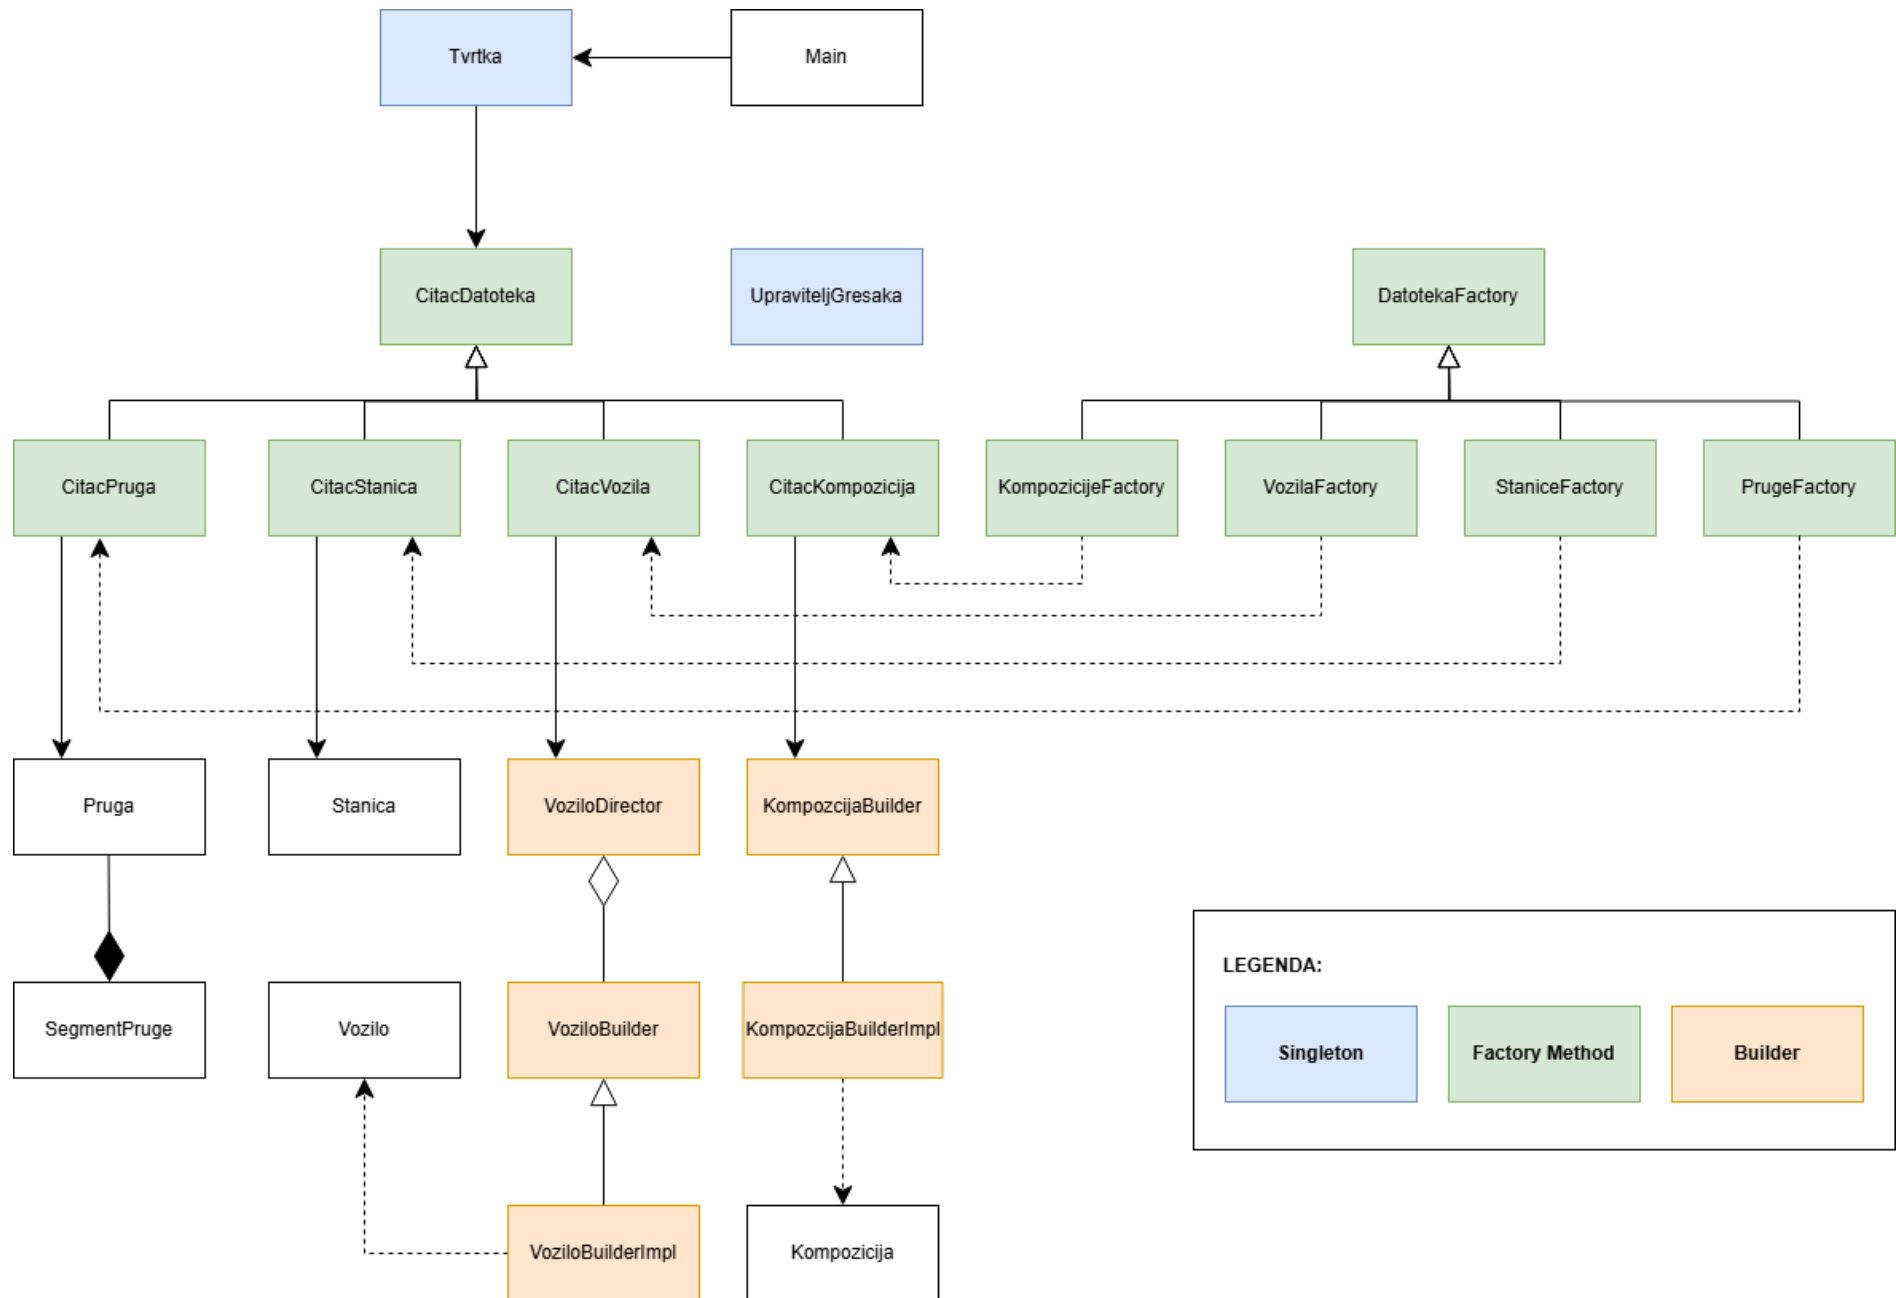 Tvrtka
Main
CitacDatoteka
UpraviteljGresaka
DatotekaFactory
CitacPruga
CitacStanica
CitacVozila
CitacKompozicija
KompozicijeFactory
VozilaFactory
StaniceFactory
PrugeFactory
Pruga
Stanica
VoziloDirector
KompozcijaBuilder
SegmentPruge
Vozilo
VoziloBuilder
KompozcijaBuilderImpl
VoziloBuilderImpl
Kompozicija
LEGENDA:
Singleton
Factory Method
Builder